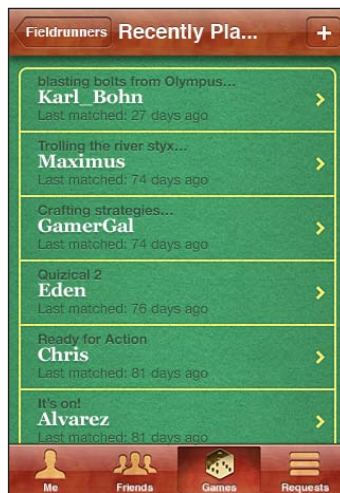 Fieldrunners
Recently Pla...
+
blasting bolts from Olympus...
Karl_Bohn
Last matched: 27 days ago
Trolling the river styx...
Maximus
Last matched: 74 days ago
Crafting strategies...
GamerGal
Last matched: 74 days ago
Quizical 2
Eden
Last matched: 76 days ago
Ready for Action
Chris
Last matched: 81 days ago
It's on!
Alvarez
Last matched: 81 days ago
Me
Friends
Games
Requests